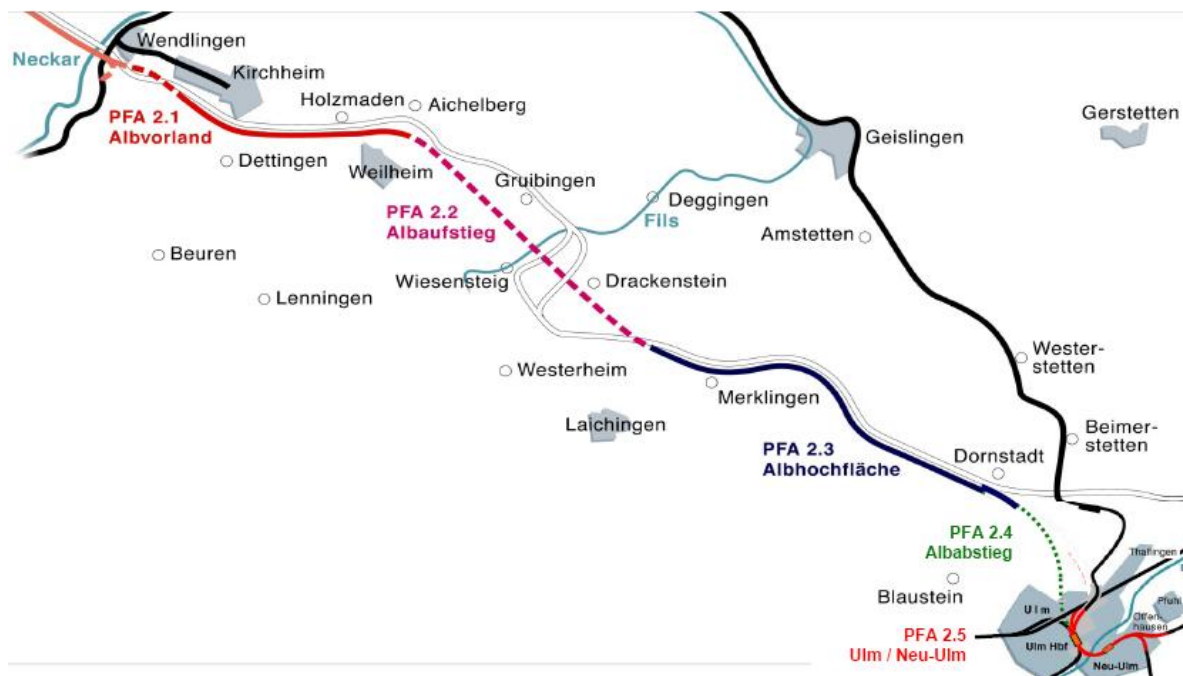 Wendlingen
Neckar
Kirchheim
Holzmaden
Aichelberg
PFA 2.1
Albvorland
Dettingen
Weilheim
Gruibingen
Geislingen
Gerstetten
Deggingen
PFA 2.2
Albaufstieg
Fils
Amstetten
Beuren
Wiesensteig
Drackenstein
Lenningen
Westerheim
Merklingen
Wester-
stetten
Laichingen
Beimer-
stetten
PFA 2.3
Albhochfläche
Dornstadt
PFA 2.4
Albabstieg
Thalfingen
Blaustein
Ulm
Pfuhl
Offen-
hausen
PFA 2.5
Ulm / Neu-Ulm
Ulm Hbf
Neu-Ulm